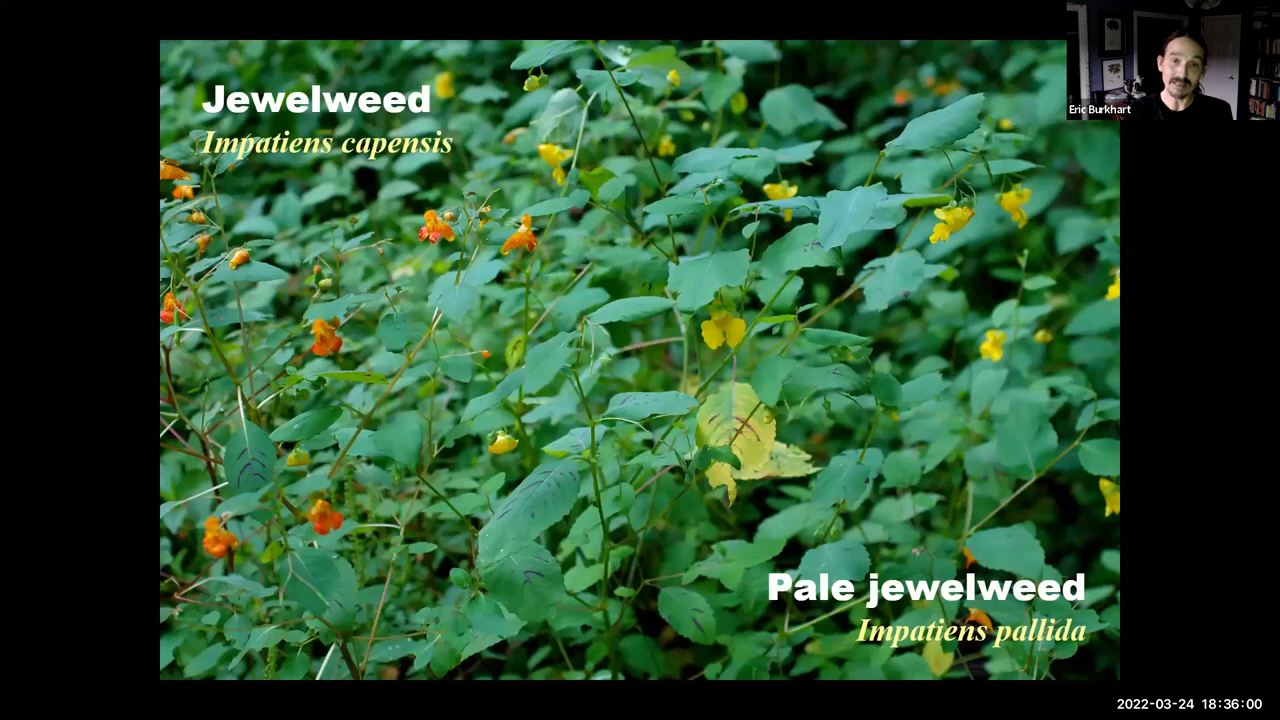 Jewelweed
Impatiens capensis
Eric Burkhart
Pale jewelweed
Impatiens pallida
2022-03-24 18:36:00